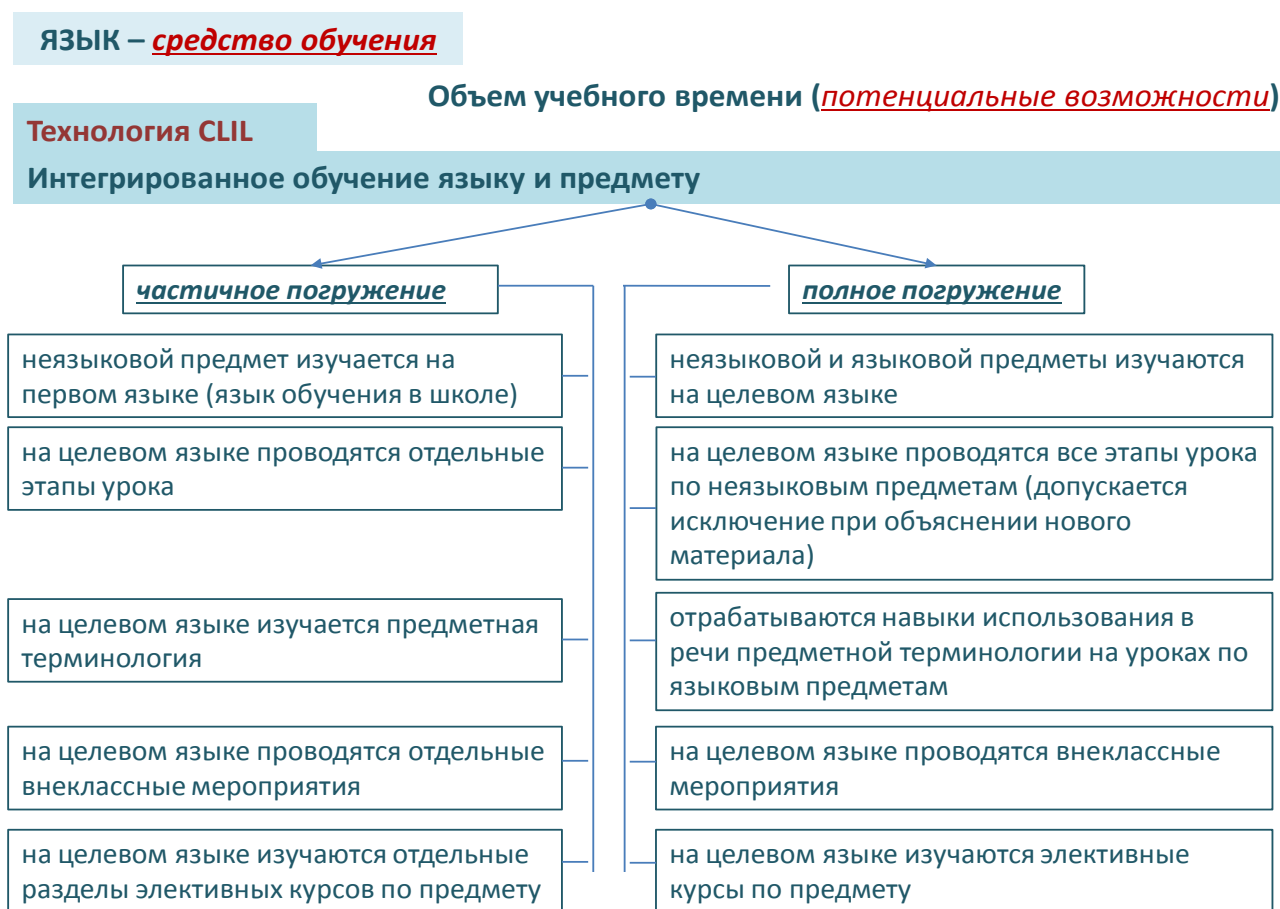 ЯЗЫК – средство обучения
Объем учебного времени (потенциальные возможности)
Технология CLIL
Интегрированное обучение языку и предмету
частичное погружение
неязыковой предмет изучается на
первом языке (язык обучения в школе)
на целевом языке проводятся отдельные
этапы урока
на целевом языке изучается предметная
терминология
на целевом языке проводятся отдельные
внеклассные мероприятия
на целевом языке изучаются отдельные
разделы элективных курсов по предмету
полное погружение
неязыковой и языковой предметы изучаются
на целевом языке
на целевом языке проводятся все этапы урока
по неязыковым предметам (допускается
исключение при объяснении нового
материала)
отрабатываются навыки использования в
речи предметной терминологии на уроках по
языковым предметам
на целевом языке проводятся внеклассные
мероприятия
на целевом языке изучаются элективные
курсы по предмету